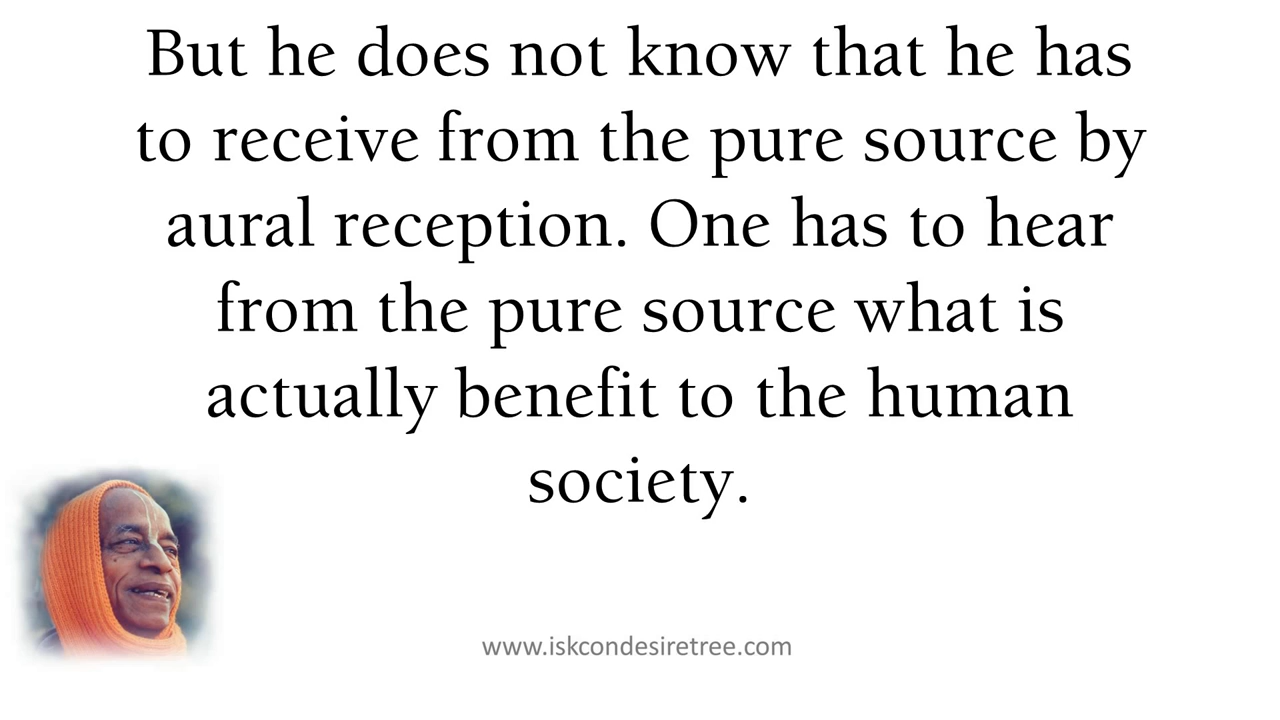 But he does not know that he has
to receive from the pure source by
aural reception. One has to hear
from the pure source what is
actually benefit to the human
society.
www.iskcondesiretree.com